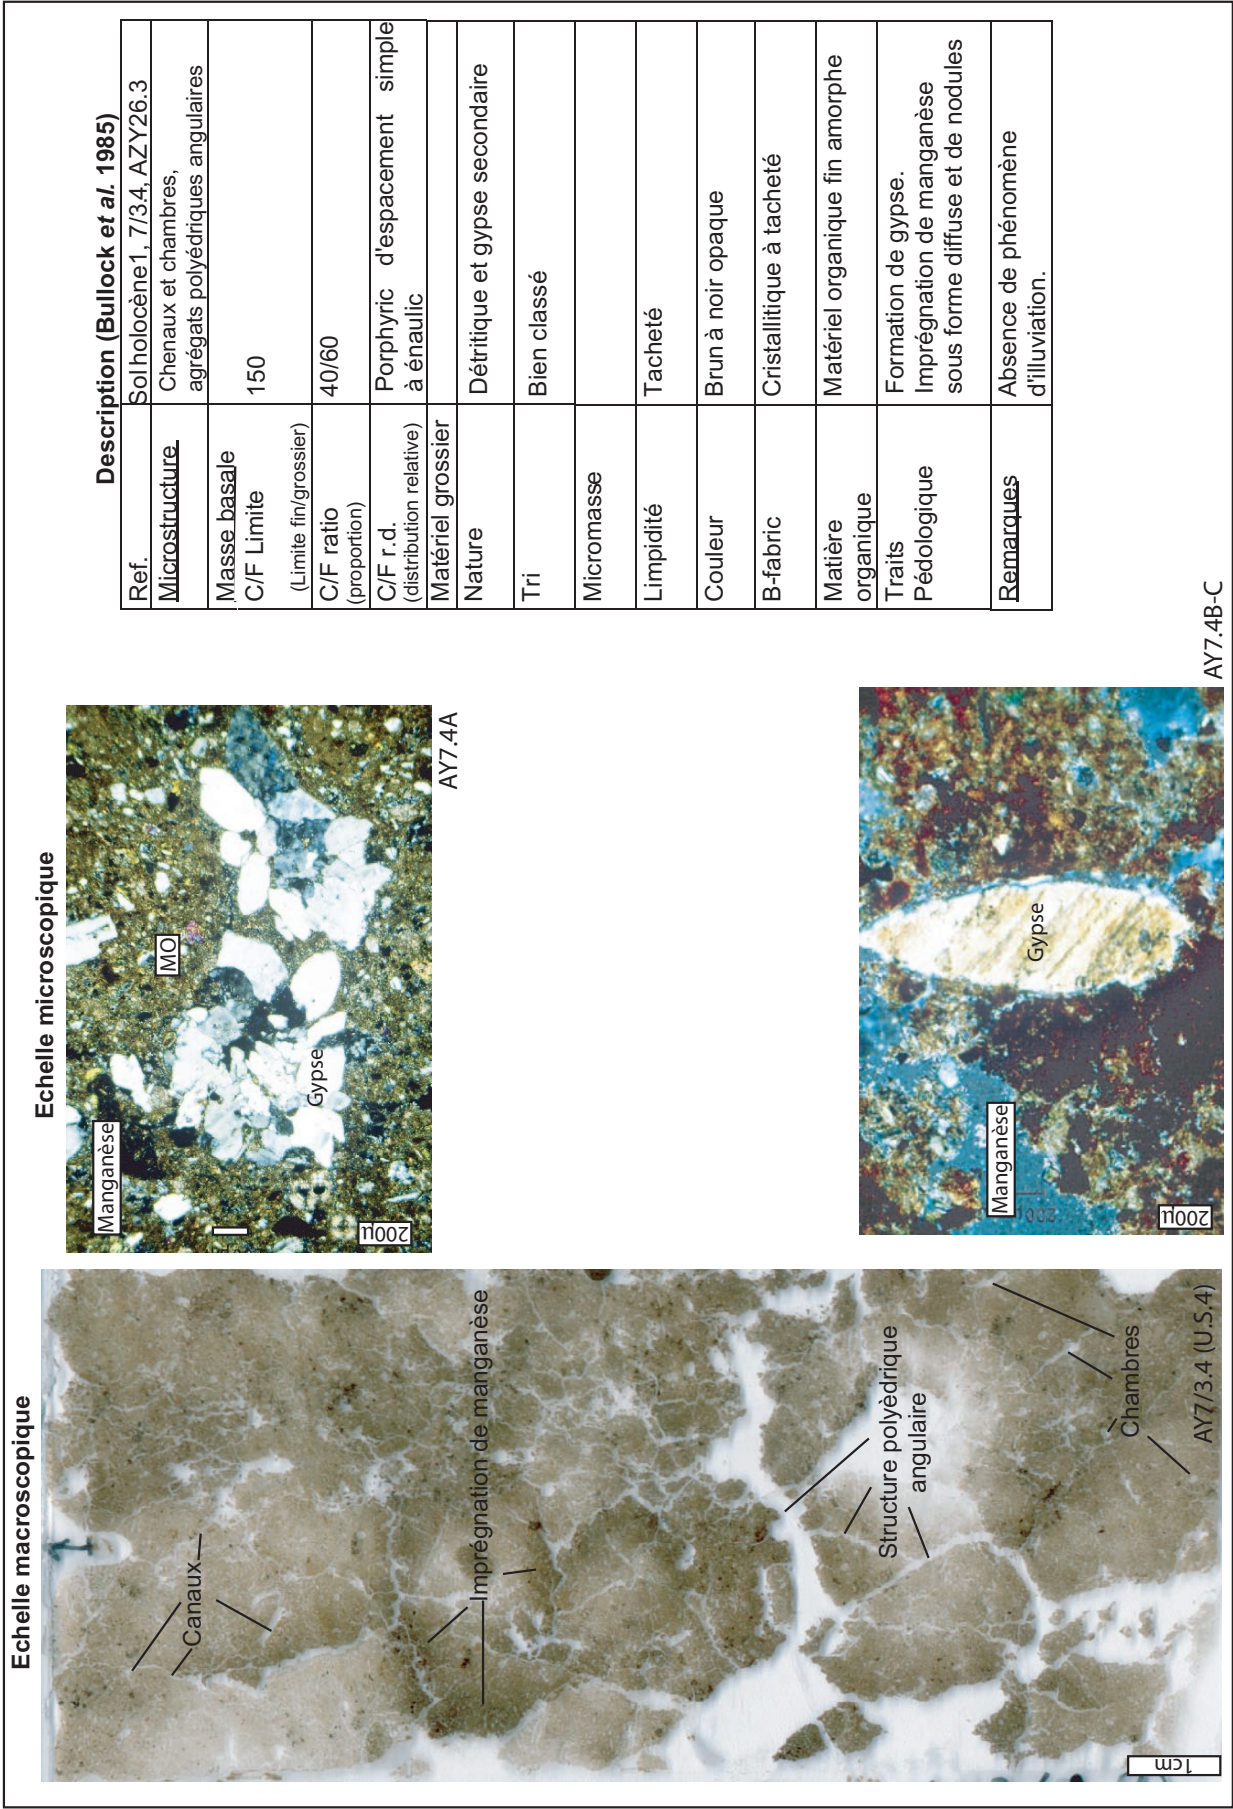 Echelle macroscopique
Canaux
Imprégnation de manganèse
Structure polyèdrique
angulaire
Chambres
AY7/3.4 (U.S.4)
1cm
Echelle microscopique
Manganèse
MO
Gypse
200µ
AY7.4A
Manganèse
Gypse
200µ
AY7.4B-C
Description (Bullock et al. 1985)
Ref. Sol holocène1, 7/3.4, AZY26.3
Microstructure Chenaux et chambres,
agrégats polyédriques angulaires
Masse basale
C/F Limite 150
(Limite fin/grossier)
C/F ratio 40/60
(proportion)
C/F r.d. Porphyric d'espacement simple
(distribution relative) à énaulic
Matériel grossier
Nature Détritique et gypse secondaire
Tri Bien classé
Micromasse
Limpidité Tacheté
Couleur Brun à noir opaque
B-fabric Cristallitique à tacheté
Matière Matériel organique fin amorphe
organique
Traits Formation de gypse.
Pédologique Imprégnation de manganèse
sous forme diffuse et de nodules
Remarques Absence de phénomène
d'illuviation.